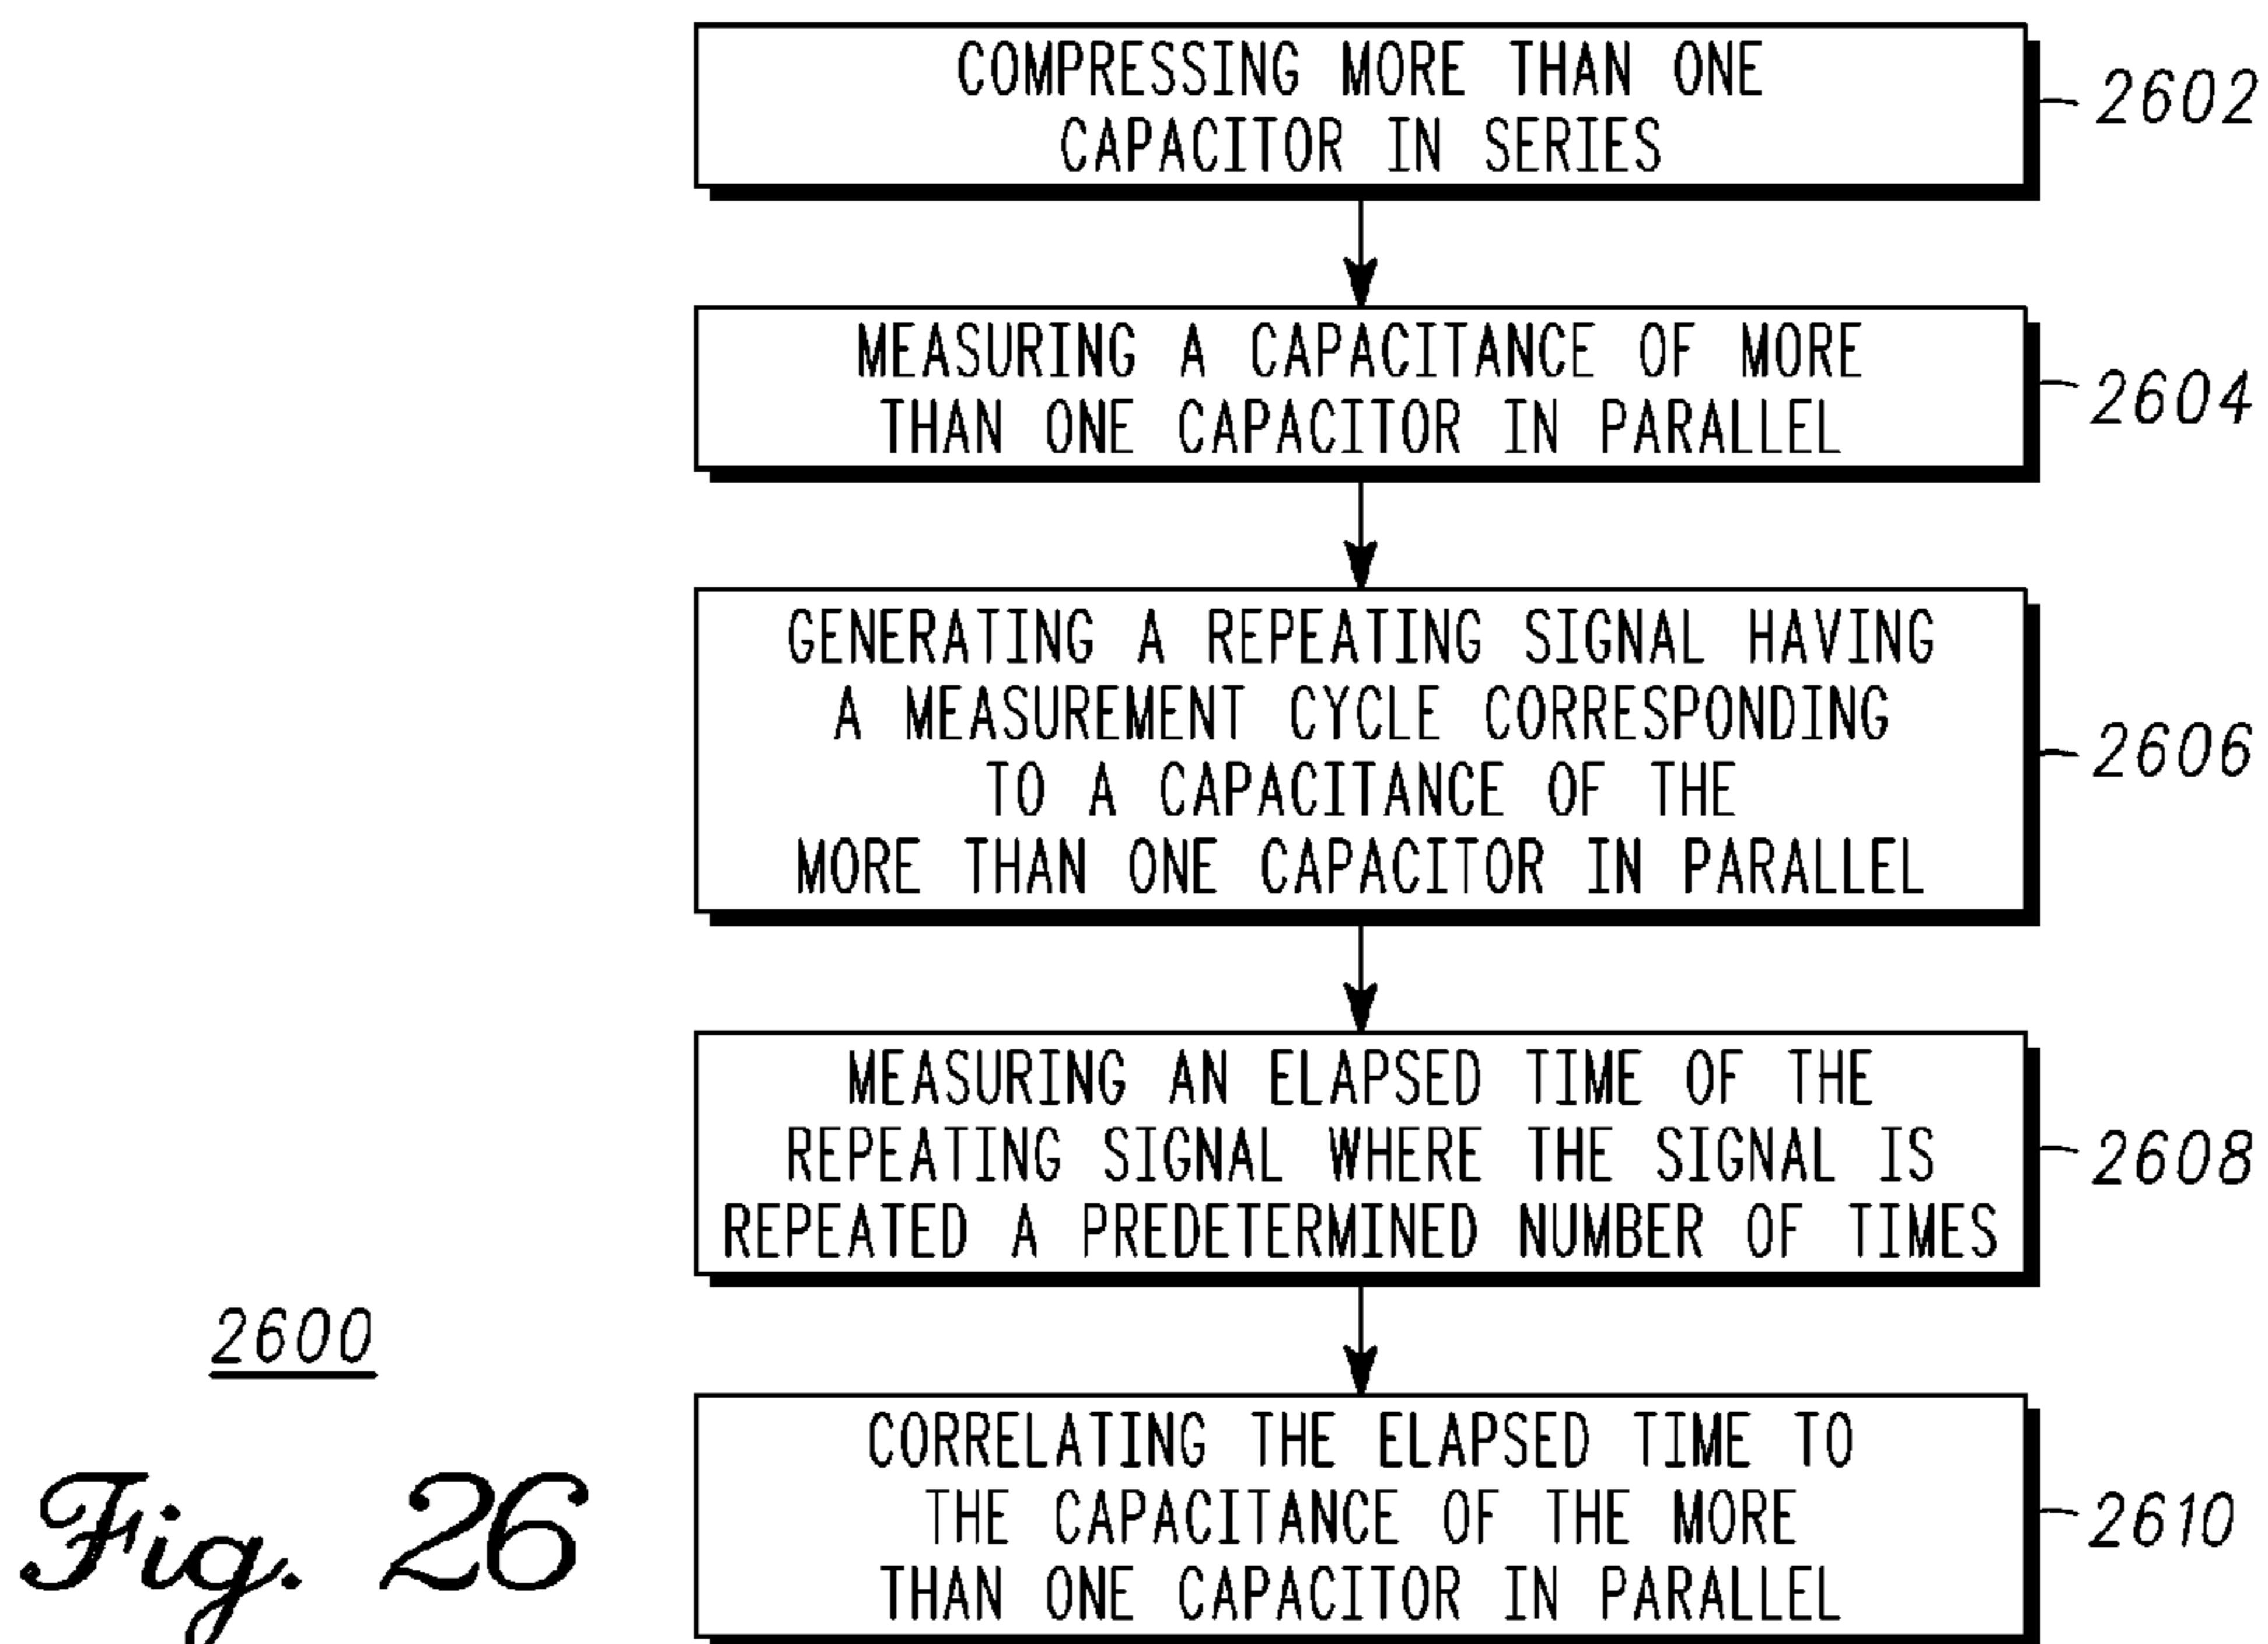 COMPRESSING MORE THAN ONE
CAPACITOR IN SERIES
2602
MEASURING A CAPACITANCE OF MORE
THAN ONE CAPACITOR IN PARALLEL
2604
GENERATING A REPEATING SIGNAL HAVING
A MEASUREMENT CYCLE CORRESPONDING
TO A CAPACITANCE OF THE
MORE THAN ONE CAPACITOR IN PARALLEL
2606
MEASURING AN ELAPSED TIME OF THE
REPEATING SIGNAL WHERE THE SIGNAL IS
REPEATED A PREDETERMINED NUMBER OF TIMES
2608
CORRELATING THE ELAPSED TIME TO
THE CAPACITANCE OF THE MORE
THAN ONE CAPACITOR IN PARALLEL
2610
2600
Fig. 26